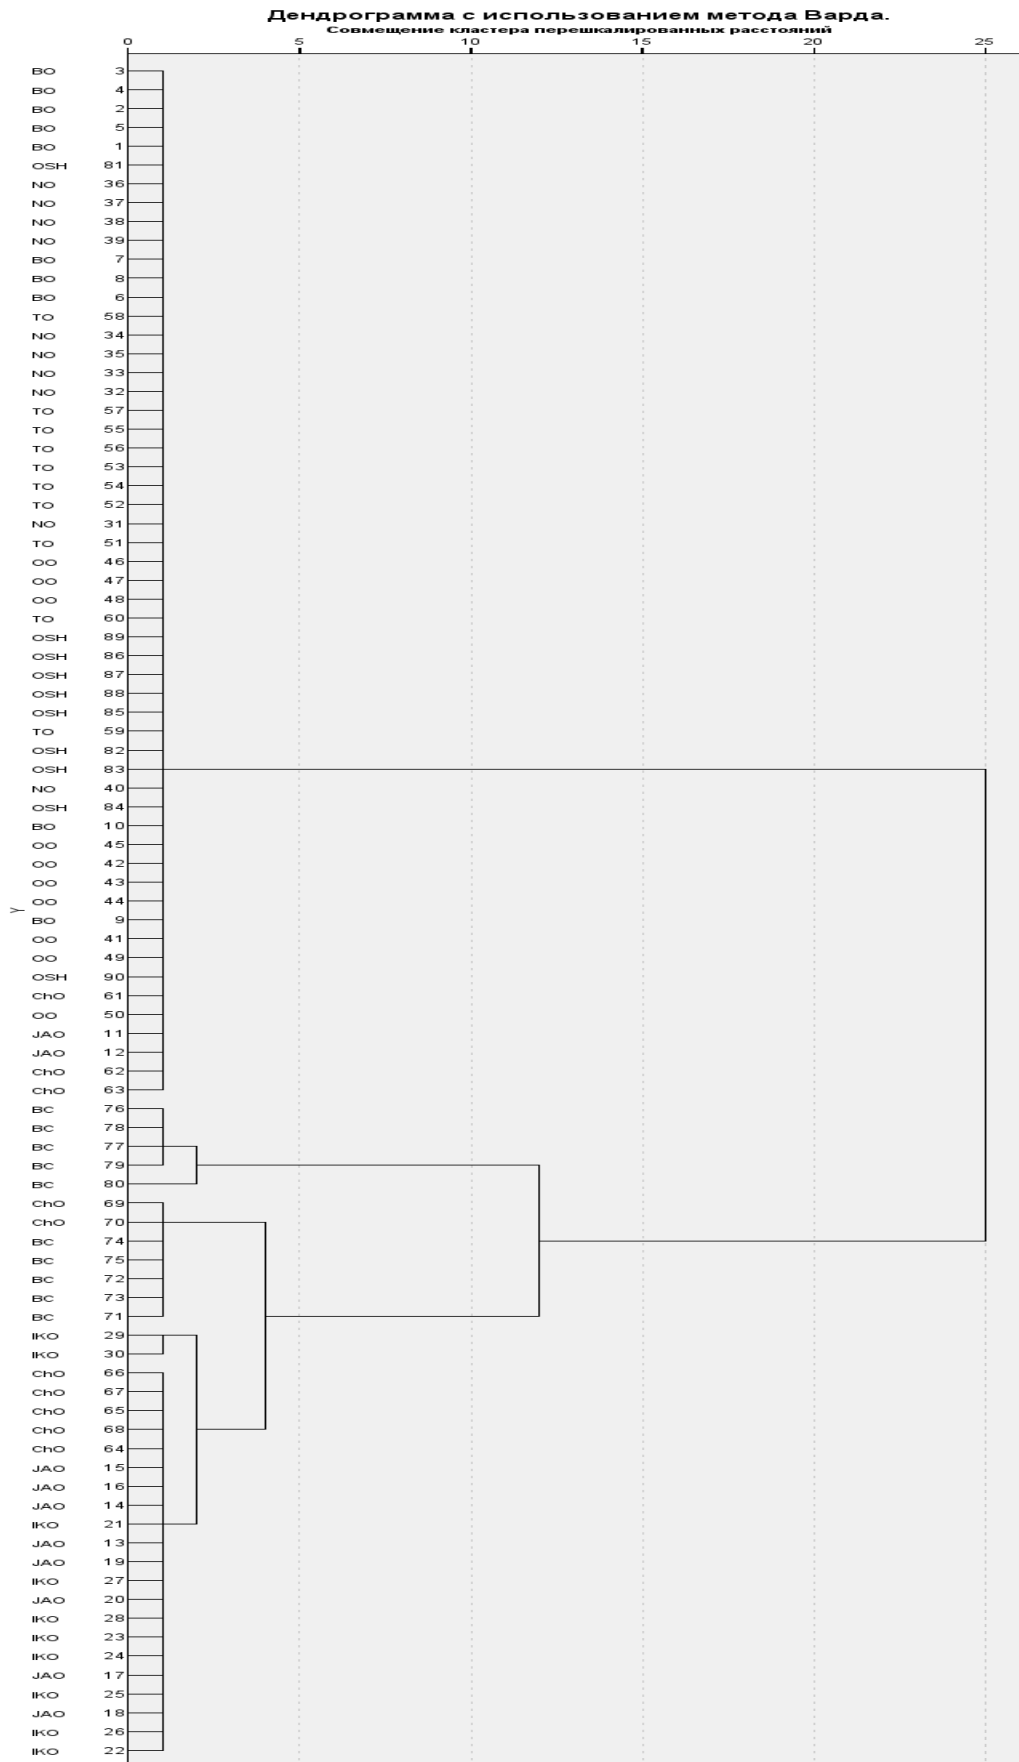 Дендрограмма с использованием метода Варда.
Совмещение кластера перешкалированных расстояний
0 5 10 15 20 25
BO 3
BO 4
BO 2
BO 5
BO 1
OSH 81
NO 36
NO 37
NO 38
NO 39
BO 7
BO 8
BO 6
TO 58
NO 34
NO 35
NO 33
NO 32
TO 57
TO 55
TO 56
TO 53
TO 54
TO 52
NO 31
TO 51
OO 46
OO 47
OO 48
TO 60
OSH 89
OSH 86
OSH 87
OSH 88
OSH 85
TO 59
OSH 82
OSH 83
NO 40
OSH 84
BO 10
OO 45
OO 42
OO 43
OO 44
Y
BO 9
OO 41
OO 49
OSH 90
ChO 61
OO 50
JAO 11
JAO 12
ChO 62
ChO 63
BC 76
BC 78
BC 77
BC 79
BC 80
ChO 69
ChO 70
BC 74
BC 75
BC 72
BC 73
BC 71
IKO 29
IKO 30
ChO 66
ChO 67
ChO 65
ChO 68
ChO 64
JAO 15
JAO 16
JAO 14
IKO 21
JAO 13
JAO 19
IKO 27
JAO 20
IKO 28
IKO 23
IKO 24
JAO 17
IKO 25
JAO 18
IKO 26
IKO 22